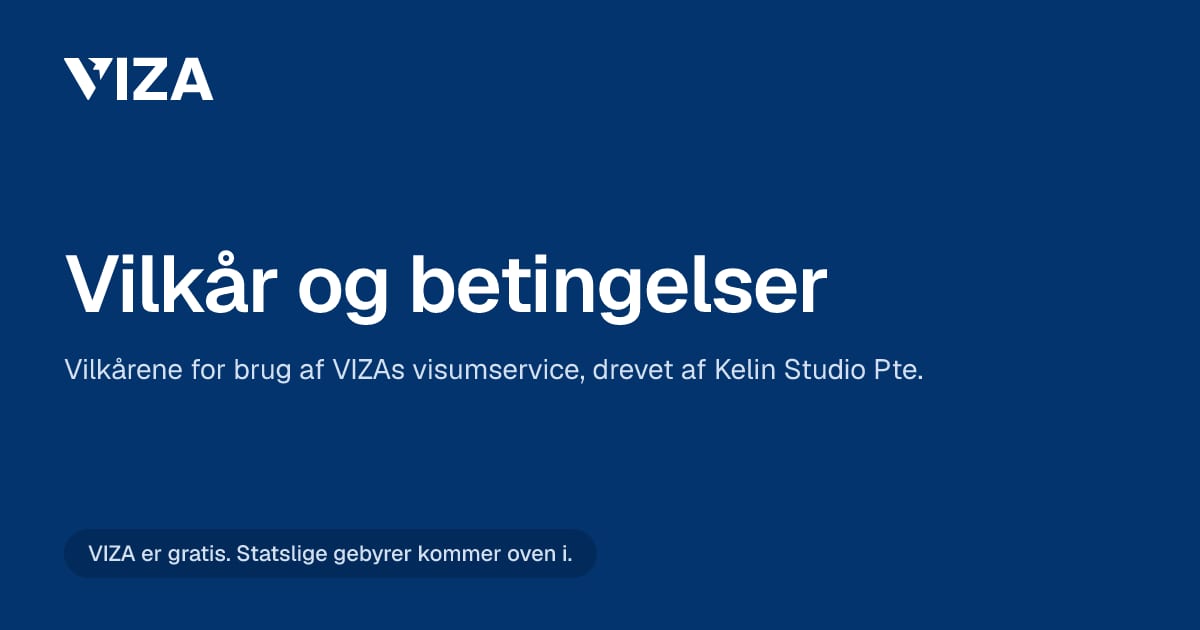 VIZA
Vilkår og betingelser
Vilkårene for brug af VIZAs visumservice, drevet af Kelin Studio Pte.
VIZA er gratis. Statslige gebyrer kommer oven i.